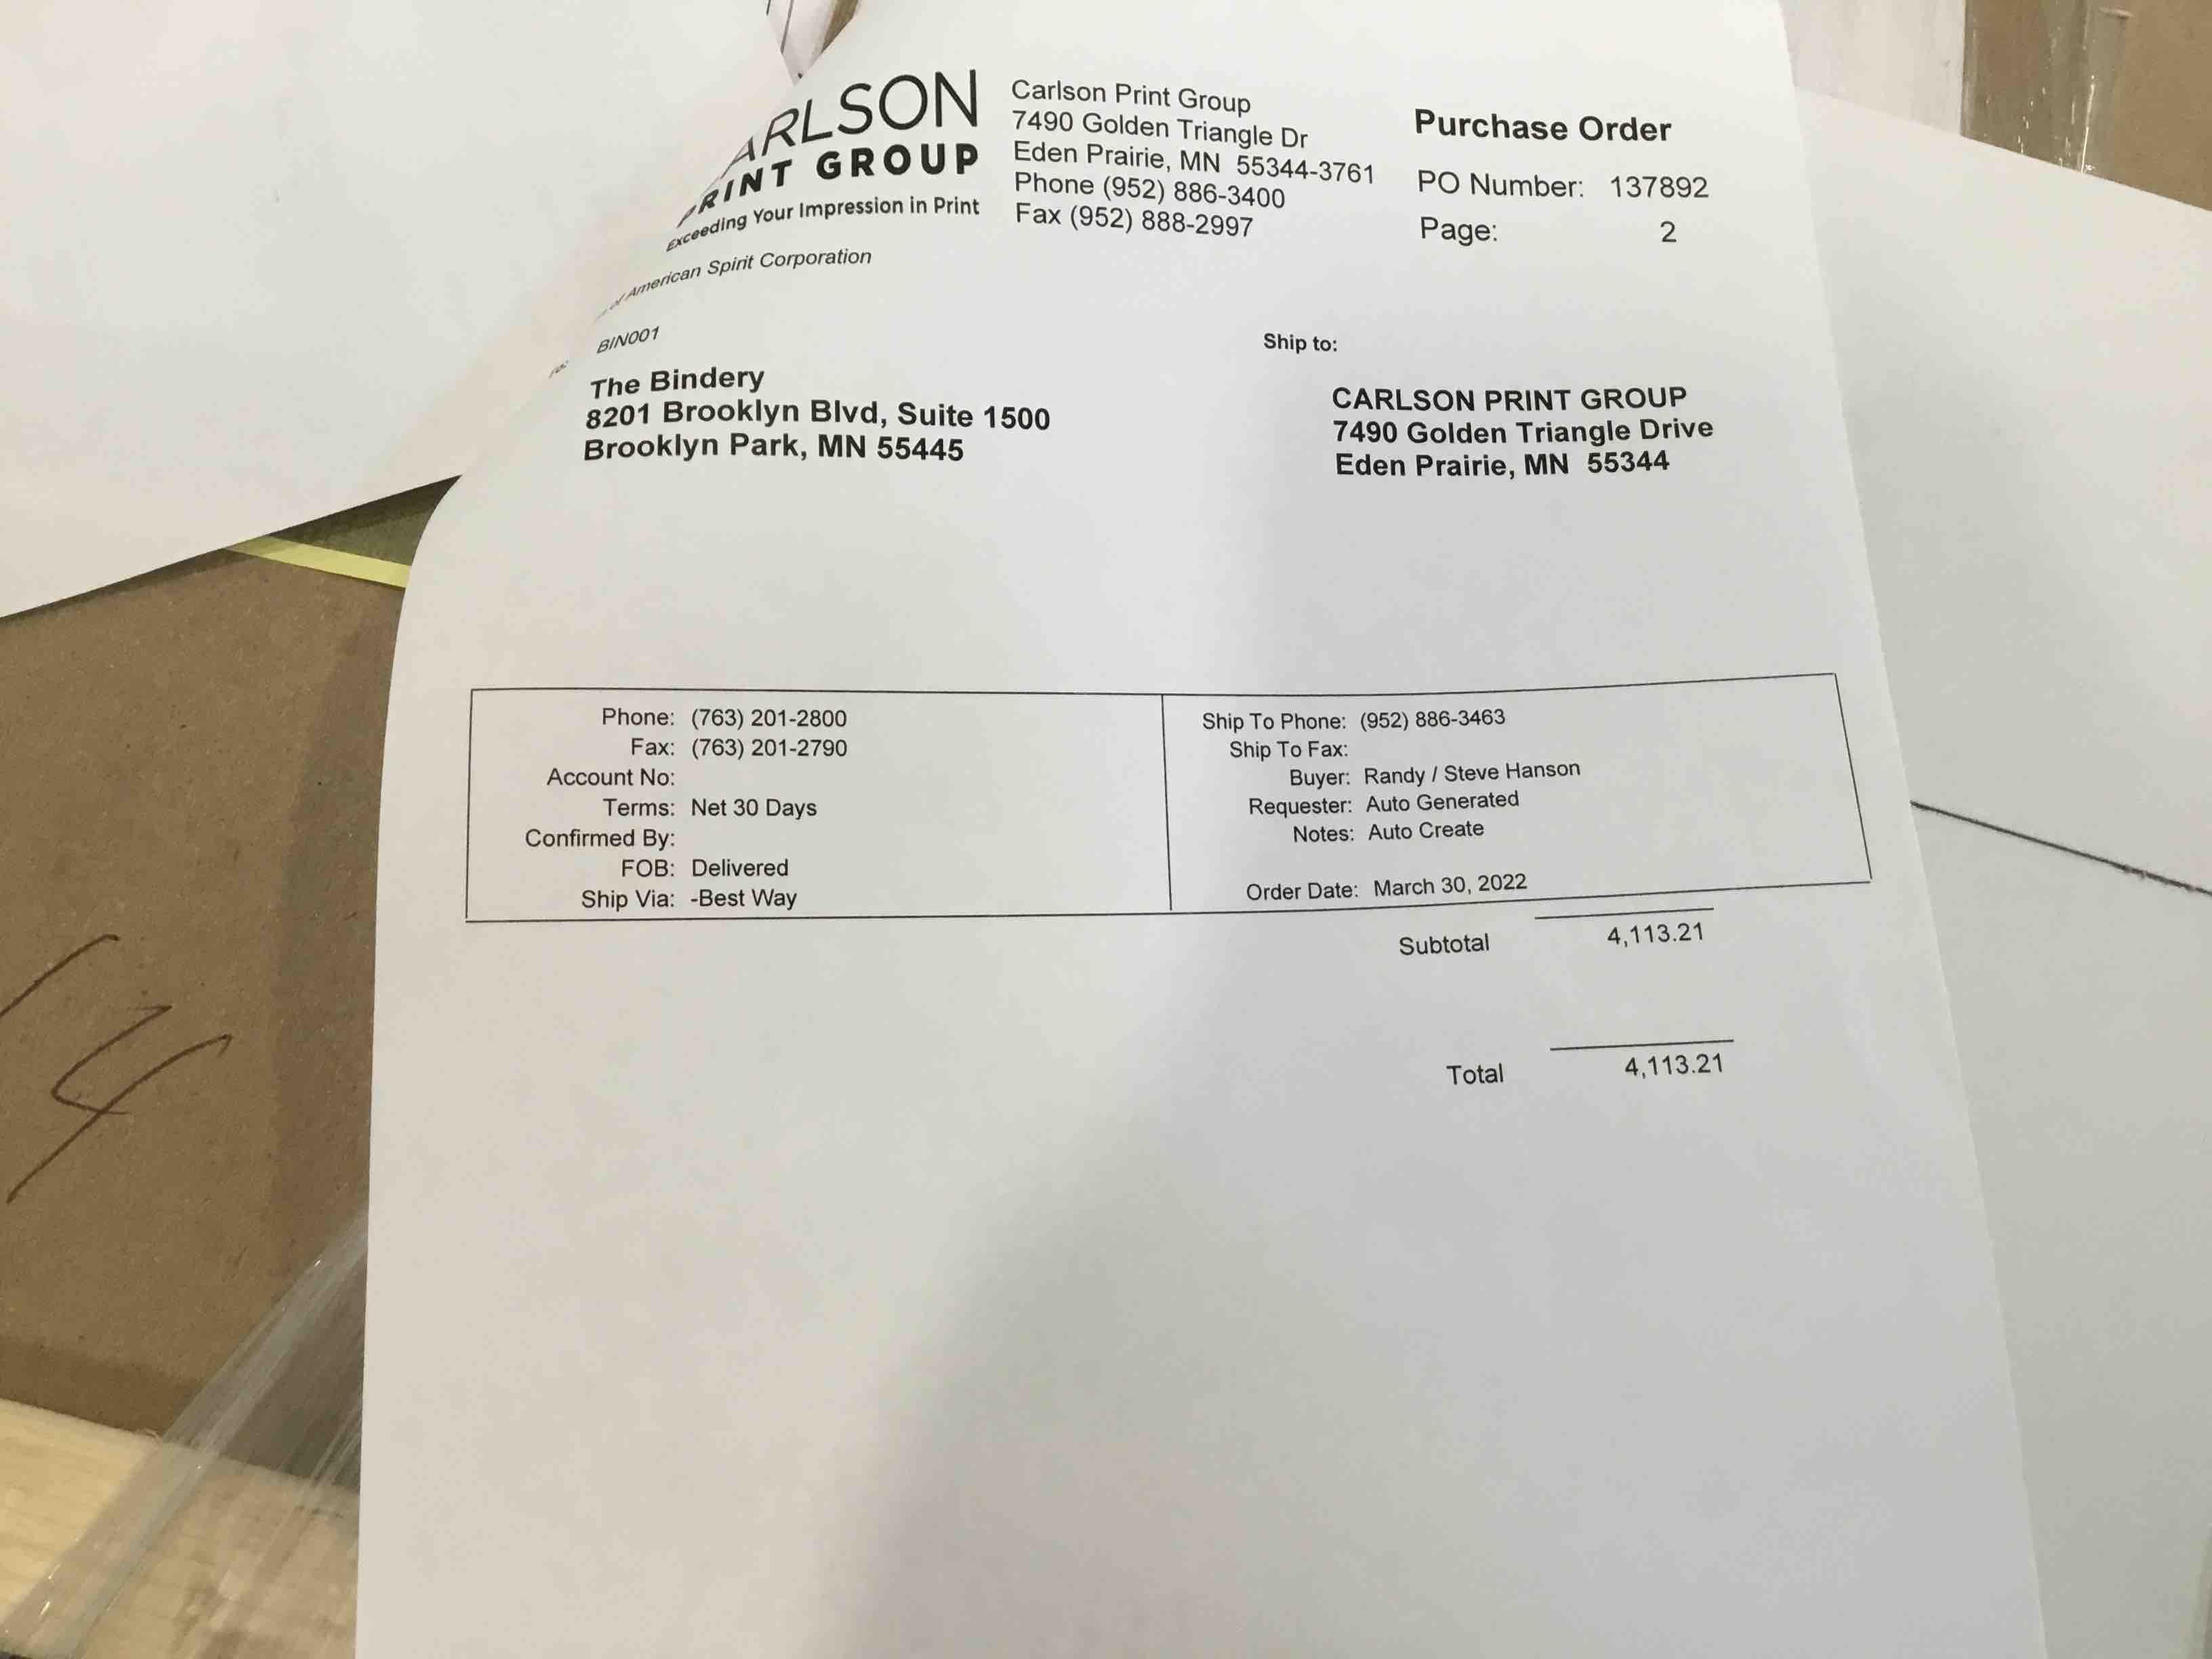 ARLSON
PRINT GROUP
Exceeding Your Impression in Print
of American Spirit Corporation
Carlson Print Group
7490 Golden Triangle Dr
Eden Prairie, MN 55344-3761
Phone (952) 886-3400
Fax (952) 888-2997
Purchase Order
PO Number: 137892
Page: 2
BIN001
The Bindery
8201 Brooklyn Blvd, Suite 1500
Brooklyn Park, MN 55445
Ship to:
CARLSON PRINT GROUP
7490 Golden Triangle Drive
Eden Prairie, MN 55344
Phone: (763) 201-2800
Fax: (763) 201-2790
Account No:
Terms: Net 30 Days
Confirmed By:
FOB: Delivered
Ship Via: -Best Way
Ship To Phone: (952) 886-3463
Ship To Fax:
Buyer: Randy / Steve Hanson
Requester: Auto Generated
Notes: Auto Create
Order Date: March 30, 2022
Subtotal 4,113.21
Total 4,113.21